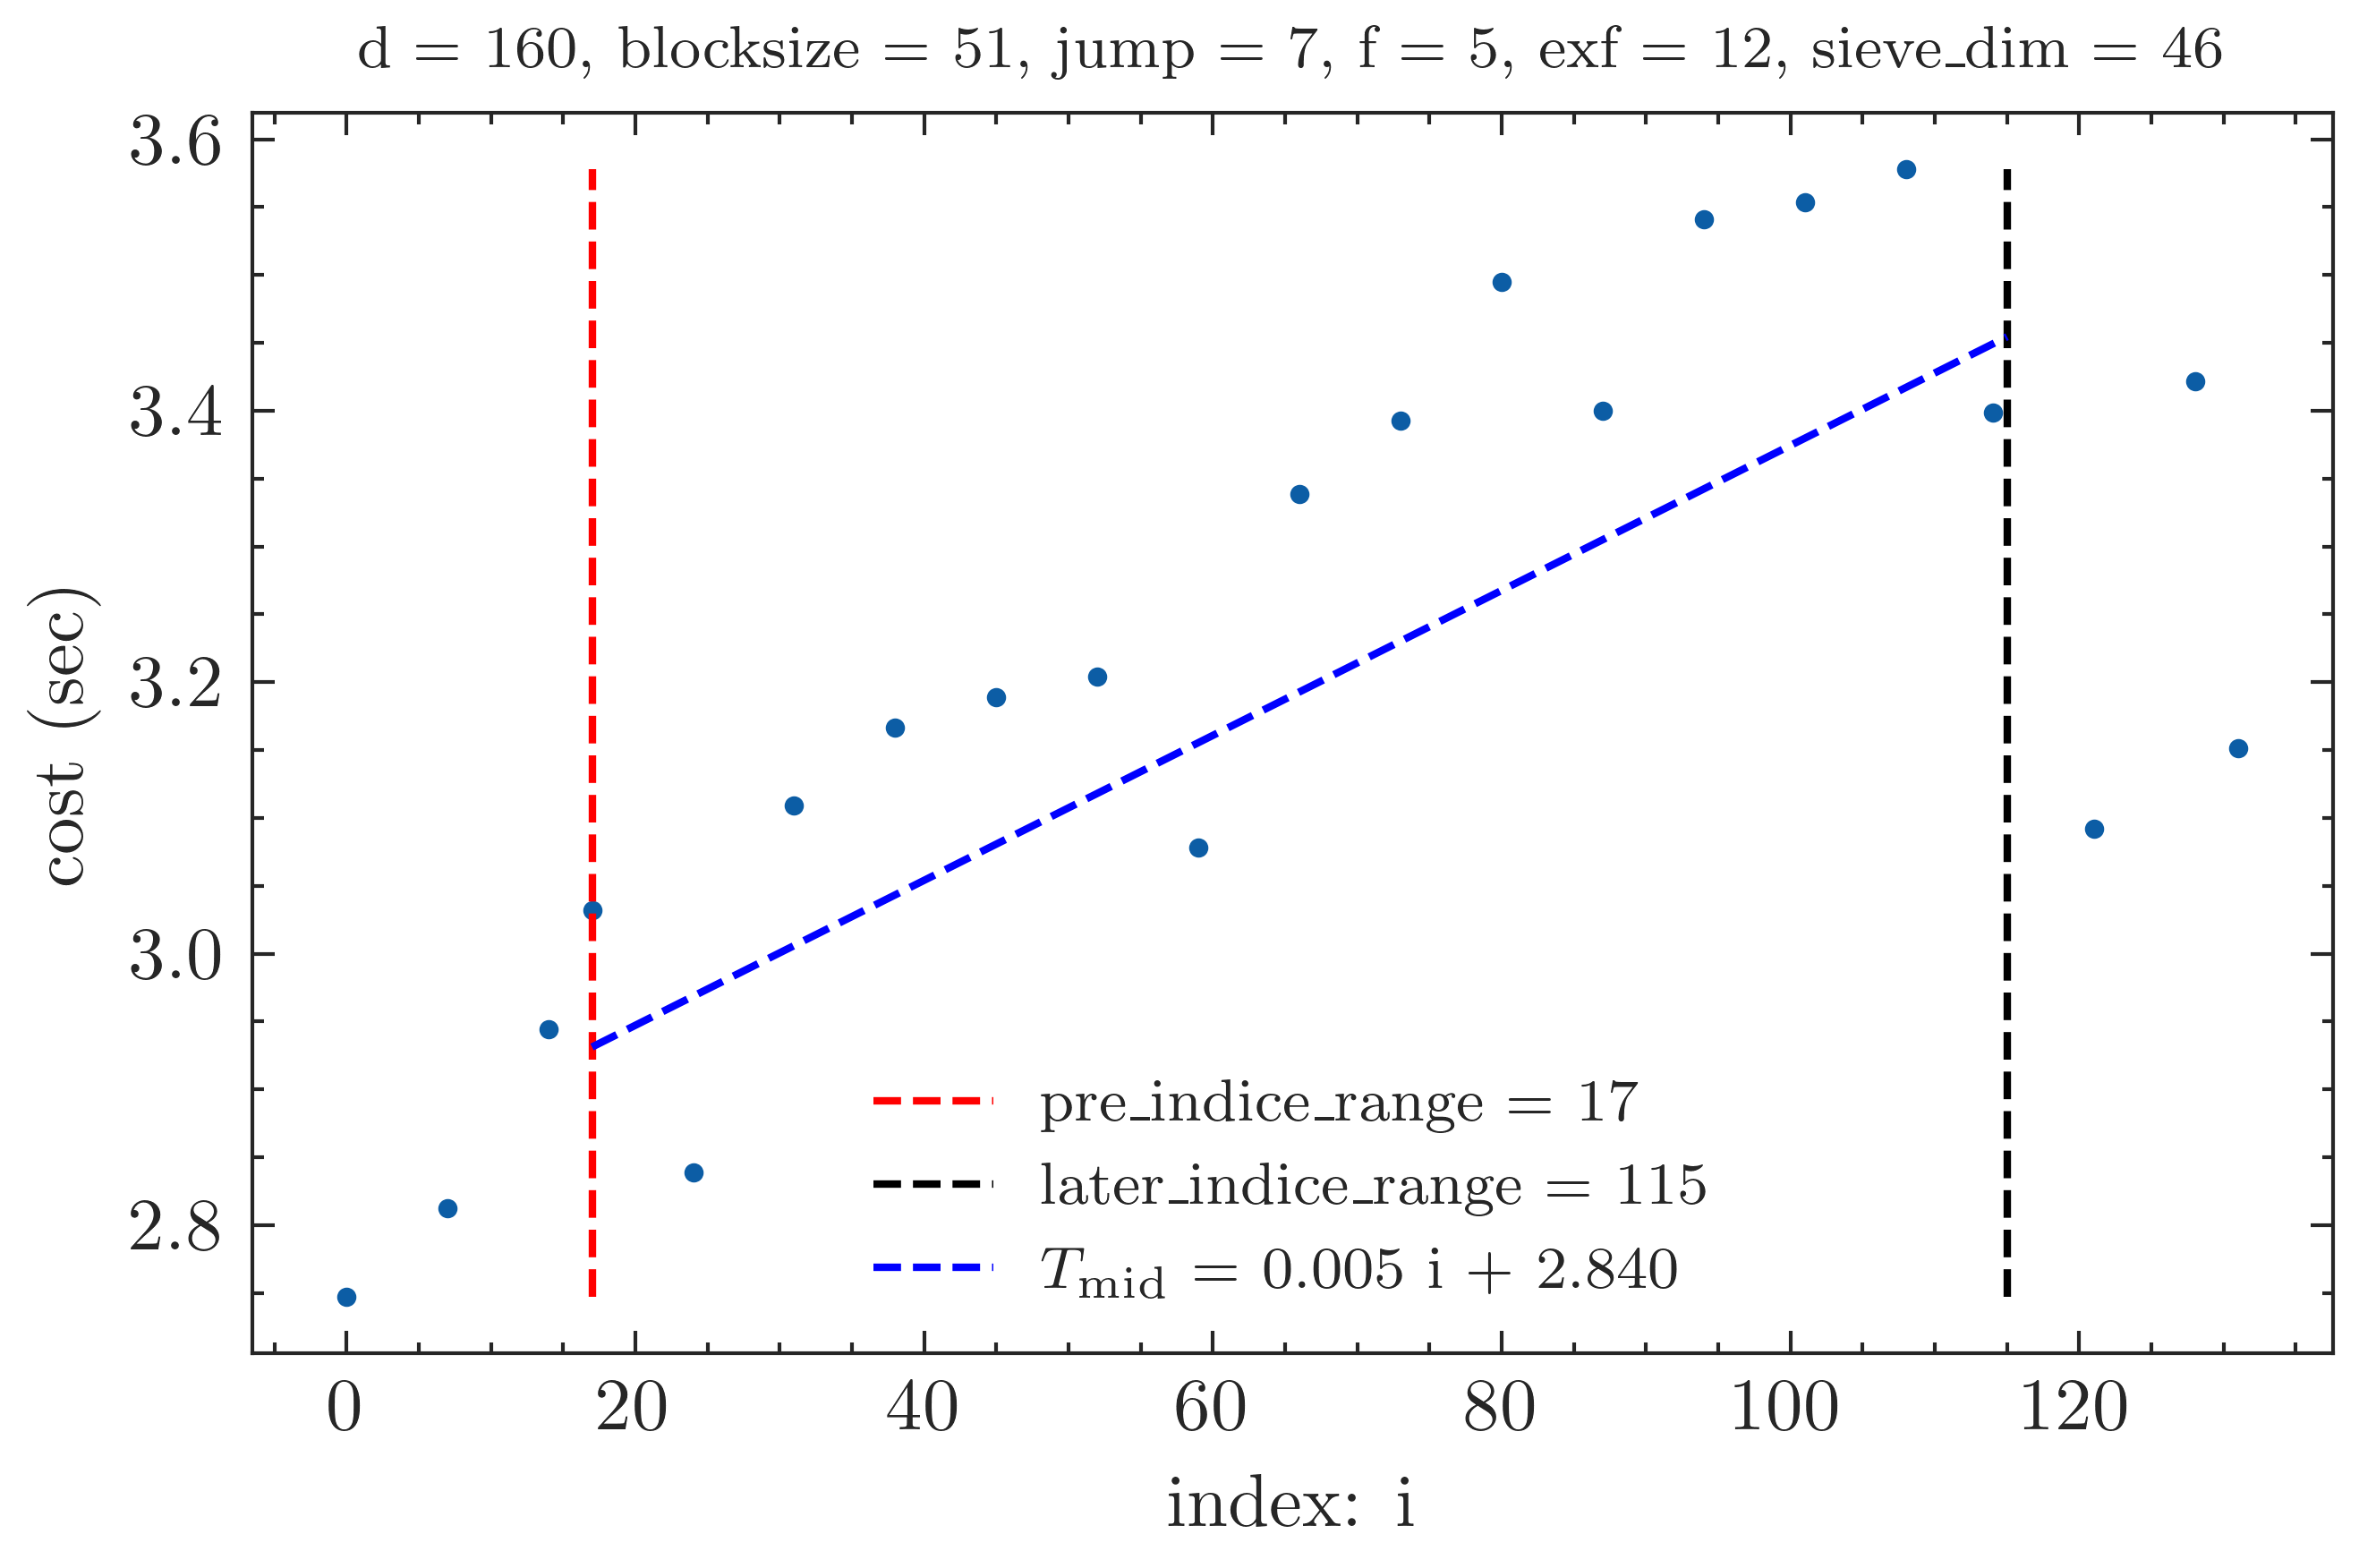 d = 160, blocksize = 51, jump = 7, f = 5, exf = 12, sieve_dim = 46
3.6
3.4
3.2
3.0
2.8
cost (sec)
pre_indice_range = 17
later_indice_range = 115
T_mid = 0.005 i + 2.840
0 20 40 60 80 100 120
index: i